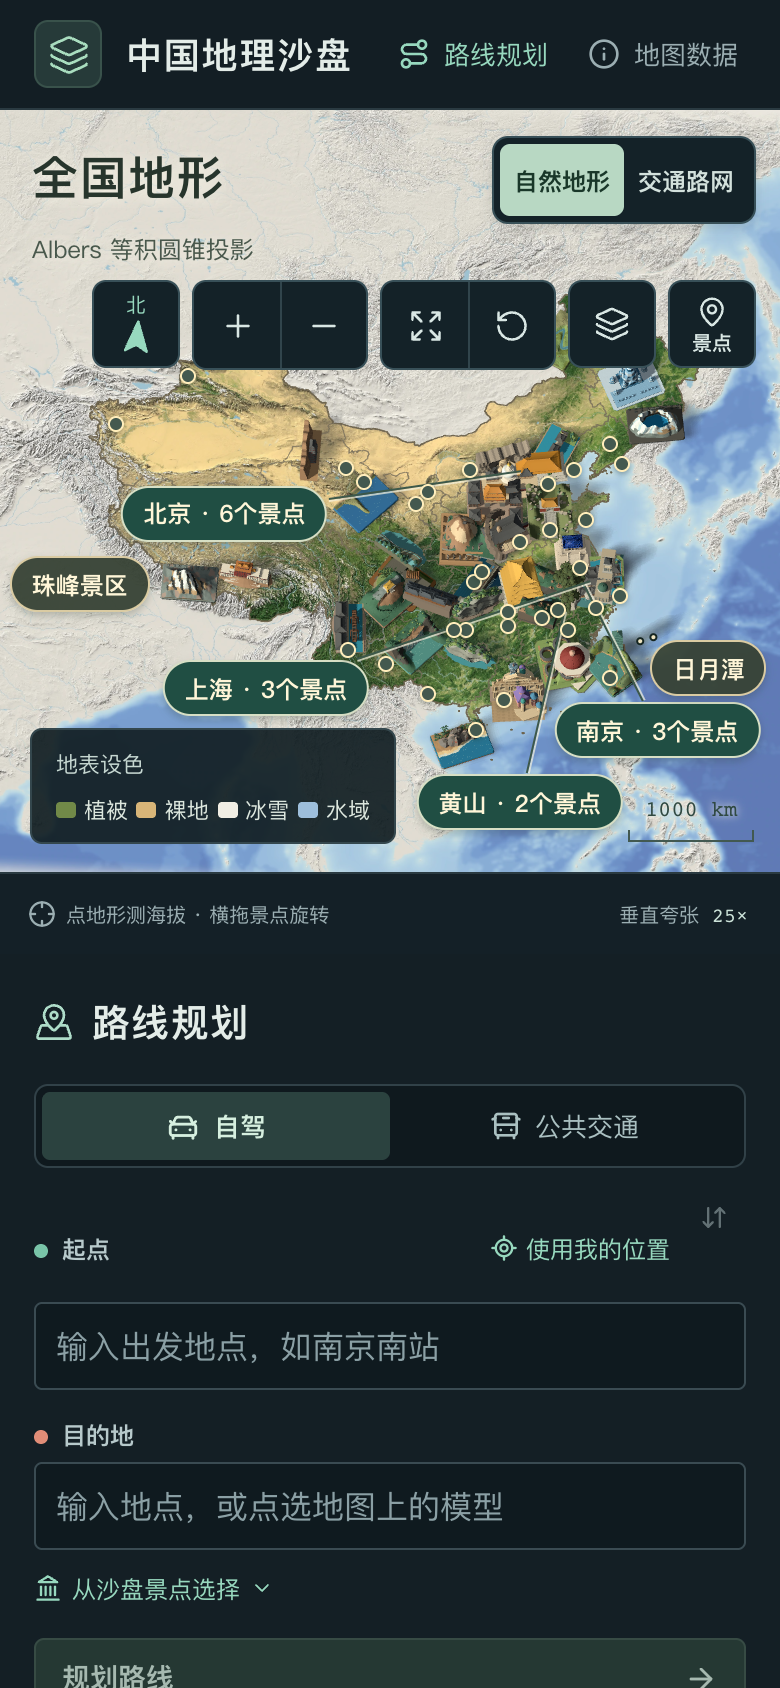 中国地理沙盘 路线规划 地图数据
全国地形 自然地形 交通路网
Albers 等积圆锥投影
北
景点
北京 · 6个景点
珠峰景区
日月潭
上海 · 3个景点
南京 · 3个景点
地表设色
植被 裸地 冰雪 水域
黄山 · 2个景点
1000 km
点地形测海拔 · 横拖景点旋转 垂直夸张 25×
路线规划
自驾 公共交通
起点 使用我的位置
输入出发地点，如南京南站
目的地
输入地点，或点选地图上的模型
从沙盘景点选择
规划路线